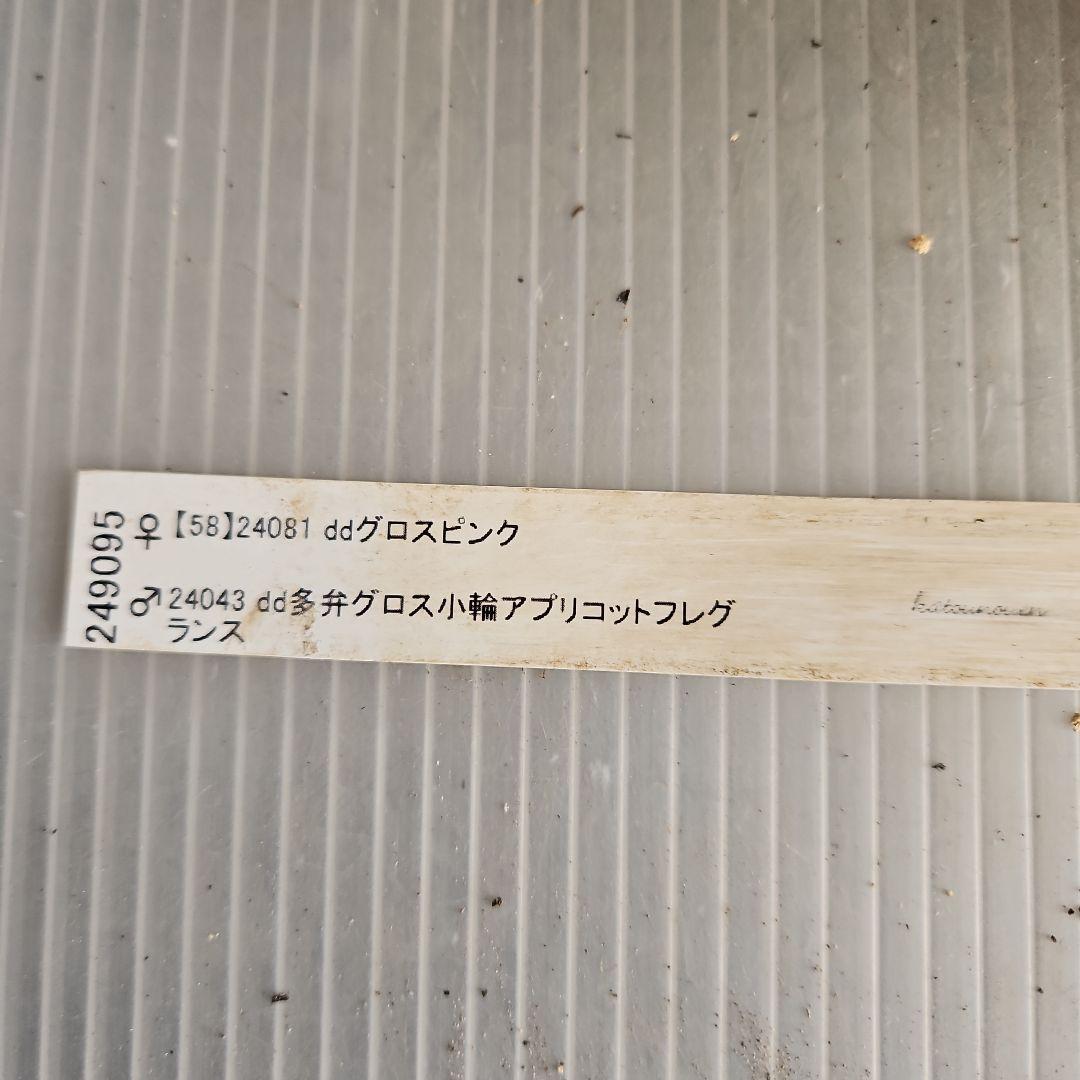 249095
♀【58】24081 ddグロスピンク
♂24043 dd多弁グロス小輪アプリコットフレグ
ランス
katounouen